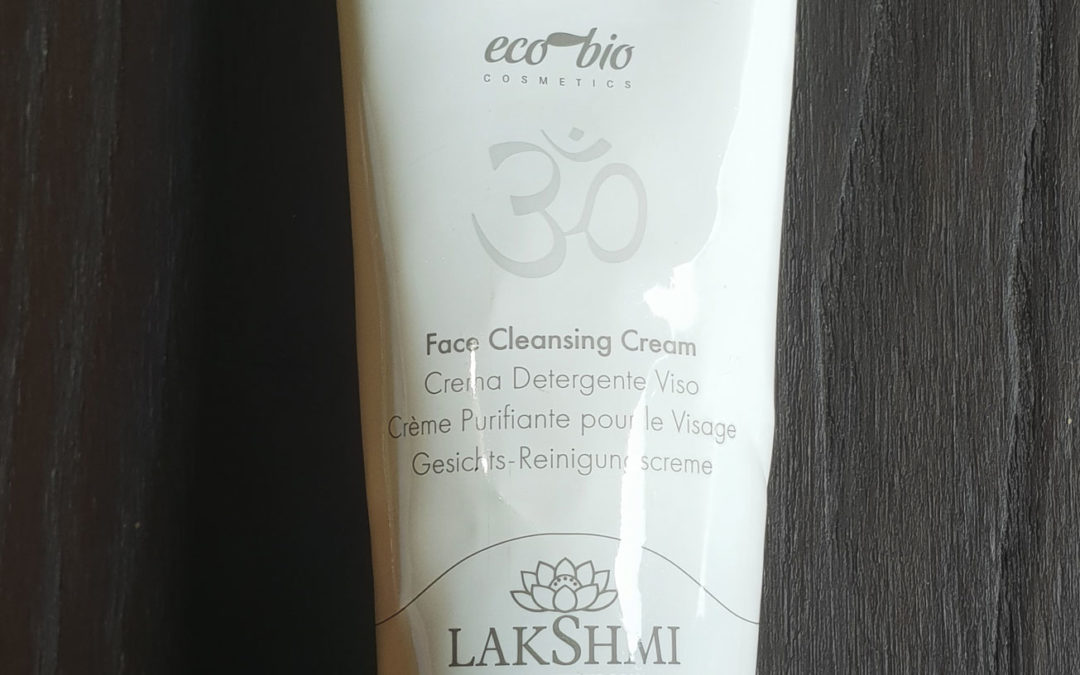 eco bio
COSMETICS
ॐ
Face Cleansing Cream
Crema Detergente Viso
Crème Purifiante pour le Visage
Gesichts-Reinigungscreme
LAKSHMI